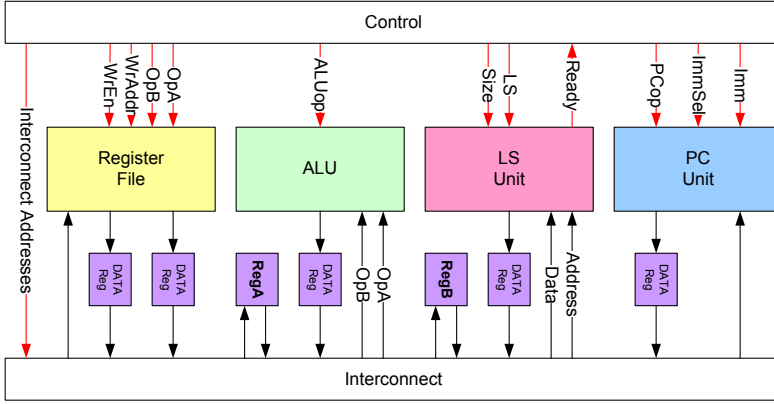 Control
Interconnect Addresses
WrEn
WrAddr
OpB
OpA
ALUop
Size
LS
Ready
PCop
ImmSel
Imm
Register
File
ALU
LS
Unit
PC
Unit
DATA
Reg
DATA
Reg
RegA
DATA
Reg
OpB
OpA
RegB
DATA
Reg
Data
Address
DATA
Reg
Interconnect